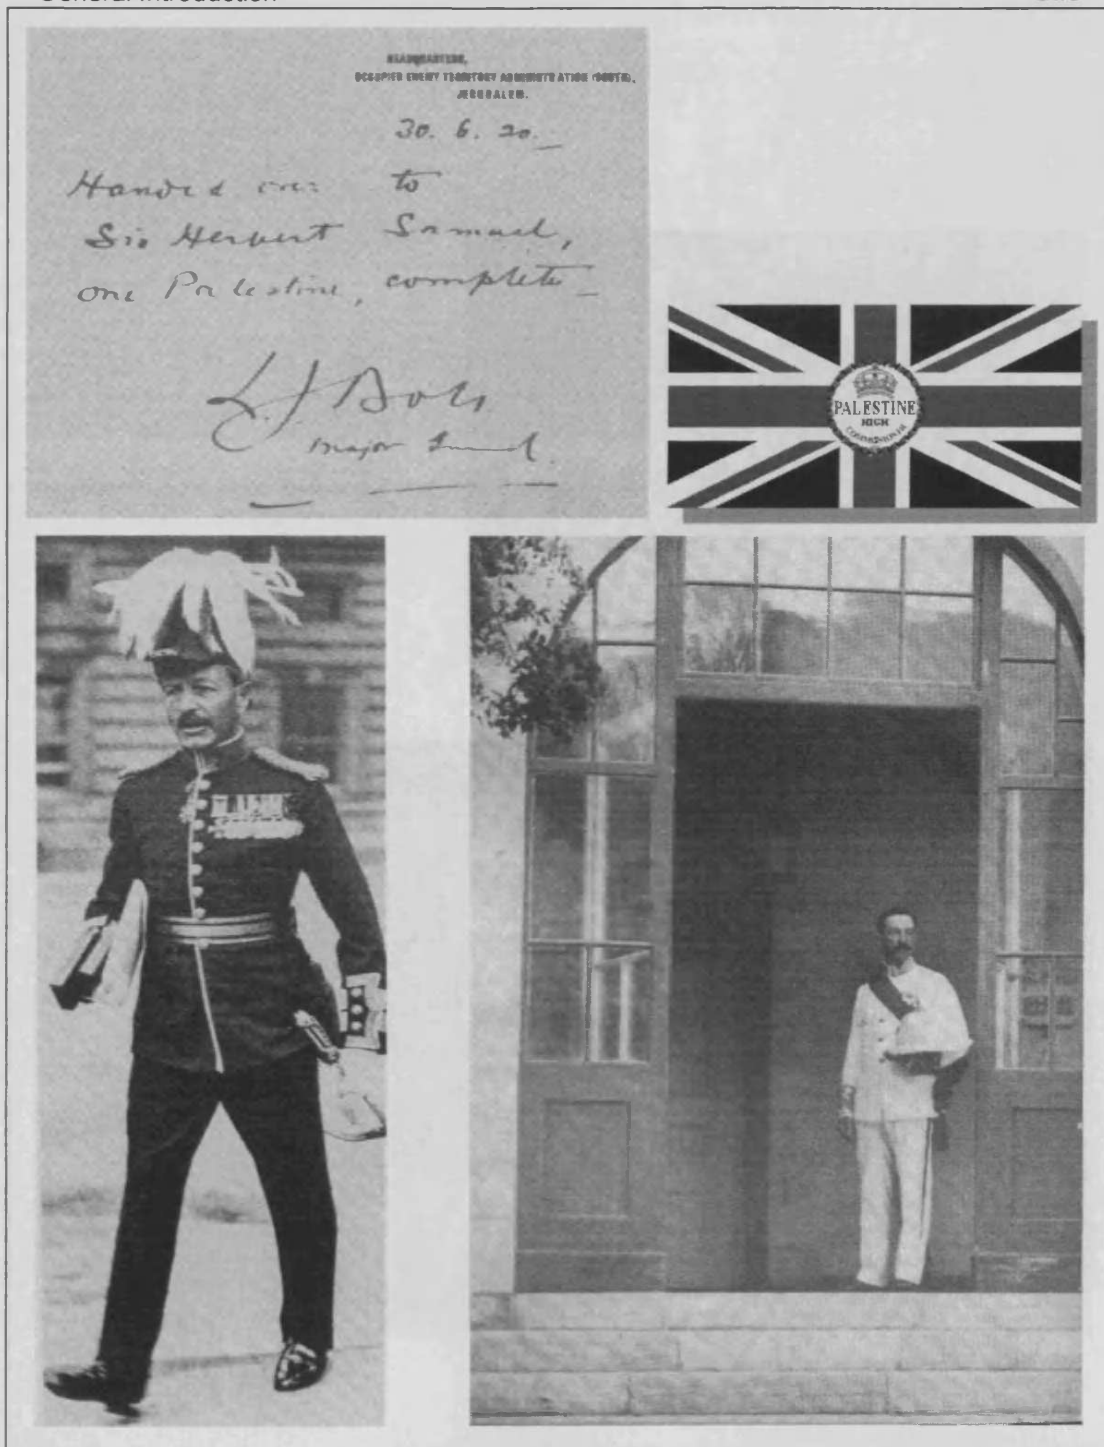 General Introduction
HEADQUARTERS,
OCCUPIED ENEMY TERRITORY ADMINISTRATION (SOUTH),
JERUSALEM.
30. 6. 20.
Handed over to
Sir Herbert Samuel,
one Palestine, complete
L J Bols
Major General.
PALESTINE
HIGH
COMMISSIONER